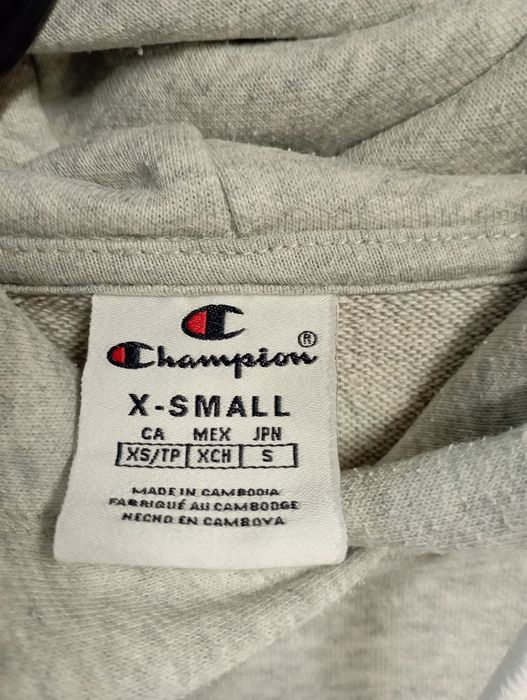 Champion®
X-SMALL
CA MEX JPN
XS/TP XCH S
MADE IN CAMBODIA
FABRIQUÉ AU CAMBODGE
HECHO EN CAMBOYA